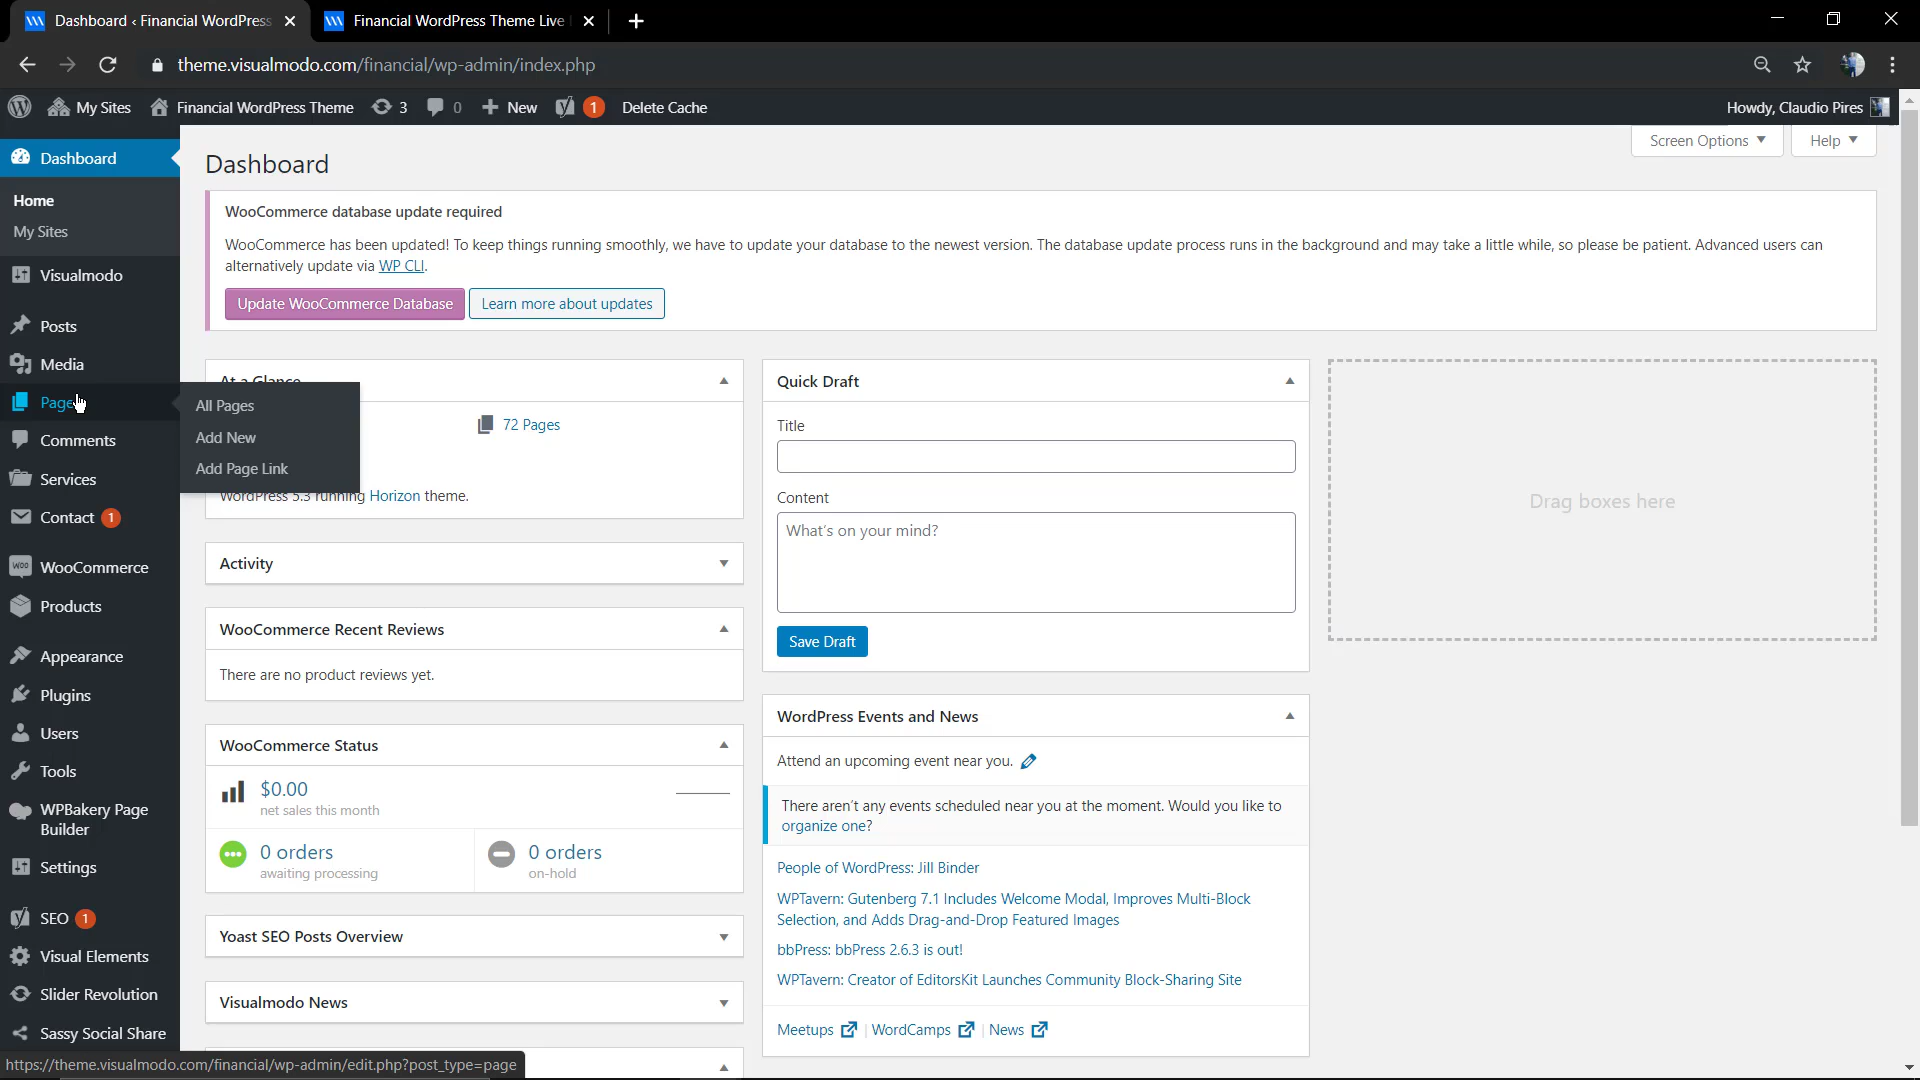 Dashboard ‹ Financial WordPress
Financial WordPress Theme Live
theme.visualmodo.com/financial/wp-admin/index.php
My Sites
Financial WordPress Theme
3
0
New
1
Delete Cache
Howdy, Claudio Pires
Screen Options
Help
Dashboard
Home
My Sites
Visualmodo
Posts
Media
Pages
All Pages
Add New
Add Page Link
Comments
Services
Contact 1
WooCommerce
Products
Appearance
Plugins
Users
Tools
WPBakery Page
Builder
Settings
SEO 1
Visual Elements
Slider Revolution
Sassy Social Share
https://theme.visualmodo.com/financial/wp-admin/edit.php?post_type=page
Dashboard
WooCommerce database update required
WooCommerce has been updated! To keep things running smoothly, we have to update your database to the newest version. The database update process runs in the background and may take a little while, so please be patient. Advanced users can
alternatively update via WP CLI.
Update WooCommerce Database
Learn more about updates
At a Glance
72 Pages
WordPress 5.3 running Horizon theme.
Activity
WooCommerce Recent Reviews
There are no product reviews yet.
WooCommerce Status
$0.00
net sales this month
0 orders
awaiting processing
0 orders
on-hold
Yoast SEO Posts Overview
Visualmodo News
Quick Draft
Title
Content
What's on your mind?
Save Draft
WordPress Events and News
Attend an upcoming event near you.
There aren't any events scheduled near you at the moment. Would you like to
organize one?
People of WordPress: Jill Binder
WPTavern: Gutenberg 7.1 Includes Welcome Modal, Improves Multi-Block
Selection, and Adds Drag-and-Drop Featured Images
bbPress: bbPress 2.6.3 is out!
WPTavern: Creator of EditorsKit Launches Community Block-Sharing Site
Meetups
WordCamps
News
Drag boxes here